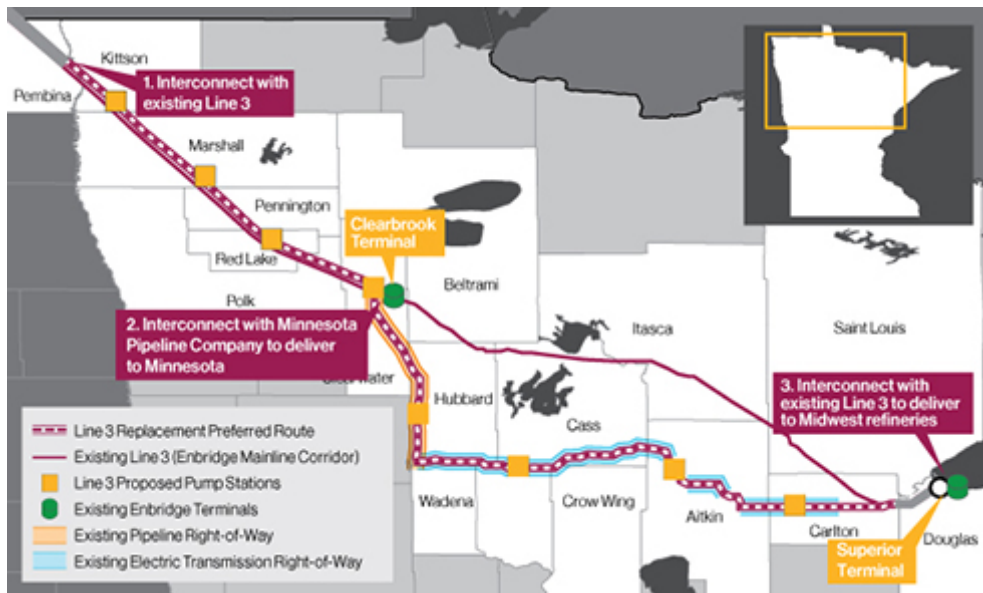 Kittson
1. Interconnect with
existing Line 3
Pembina
Marshall
Pennington
Clearbrook
Terminal
Red Lake
Beltrami
Polk
2. Interconnect with Minnesota
Pipeline Company to deliver
to Minnesota
Itasca
Saint Louis
Clearwater
Hubbard
Cass
3. Interconnect with
existing Line 3 to deliver
to Midwest refineries
Line 3 Replacement Preferred Route
Existing Line 3 (Enbridge Mainline Corridor)
Line 3 Proposed Pump Stations
Existing Enbridge Terminals
Existing Pipeline Right-of-Way
Existing Electric Transmission Right-of-Way
Wadena
Crow Wing
Aitkin
Carlton
Douglas
Superior
Terminal